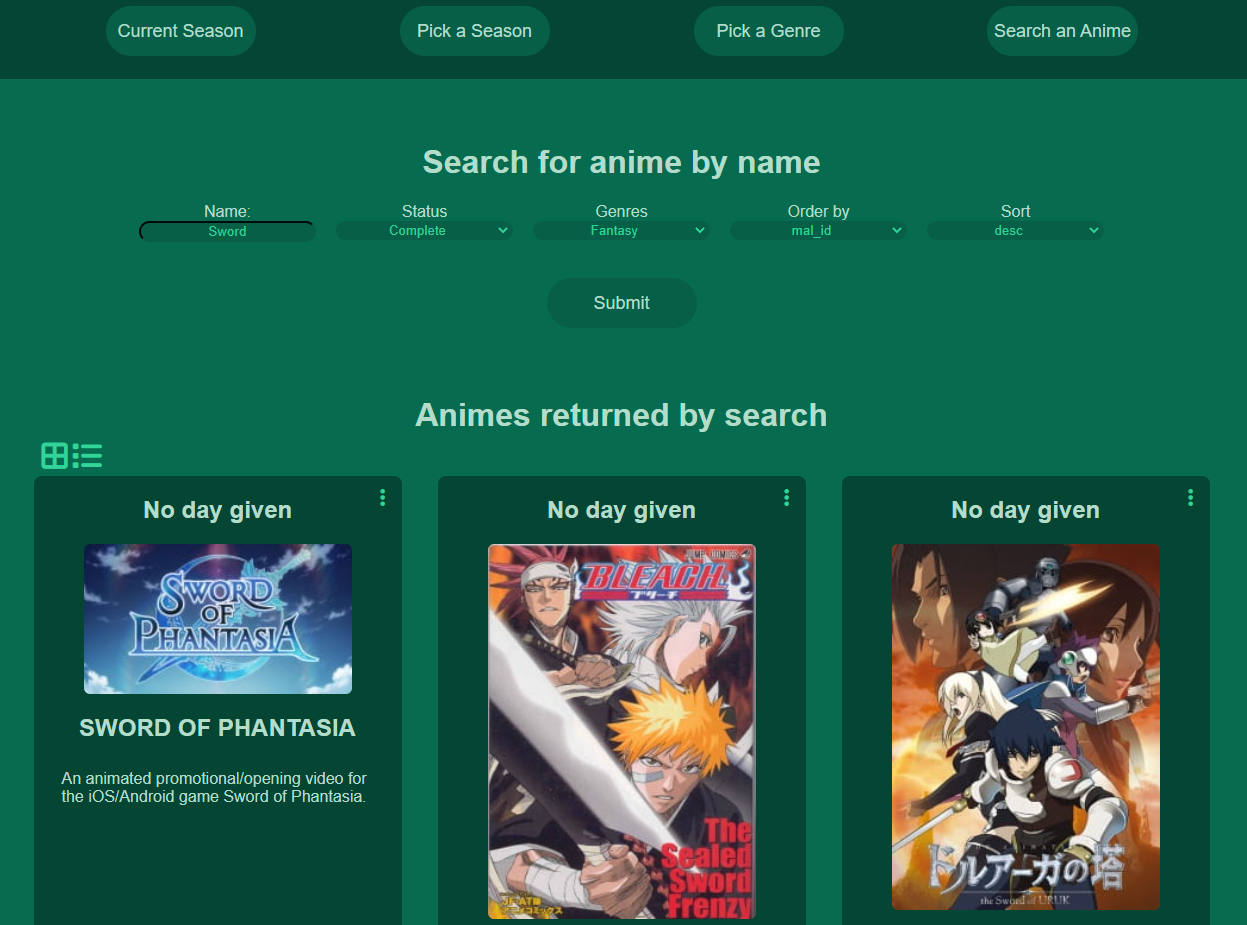 Current Season
Pick a Season
Pick a Genre
Search an Anime
Search for anime by name
Name:
Status
Genres
Order by
Sort
Sword
Complete
Fantasy
mal_id
desc
Submit
Animes returned by search
No day given
SWORD
OF
PHANTASIA
SWORD OF PHANTASIA
An animated promotional/opening video for
the iOS/Android game Sword of Phantasia.
No day given
JUMP COMICS
BLEACH
ブリーチ
The
Sealed
Sword
Frenzy
No day given
ドルアーガの塔
the Sword of URUK